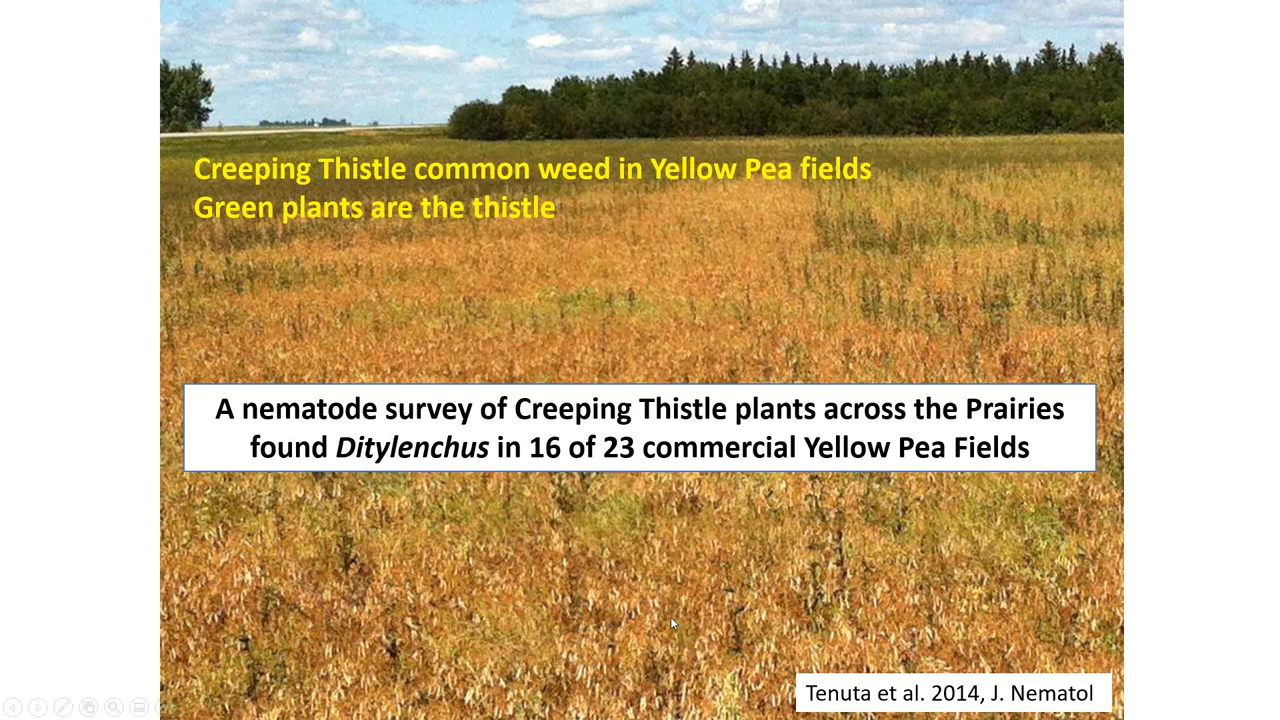 Creeping Thistle common weed in Yellow Pea fields
Green plants are the thistle
A nematode survey of Creeping Thistle plants across the Prairies
found Ditylenchus in 16 of 23 commercial Yellow Pea Fields
Tenuta et al. 2014, J. Nematol